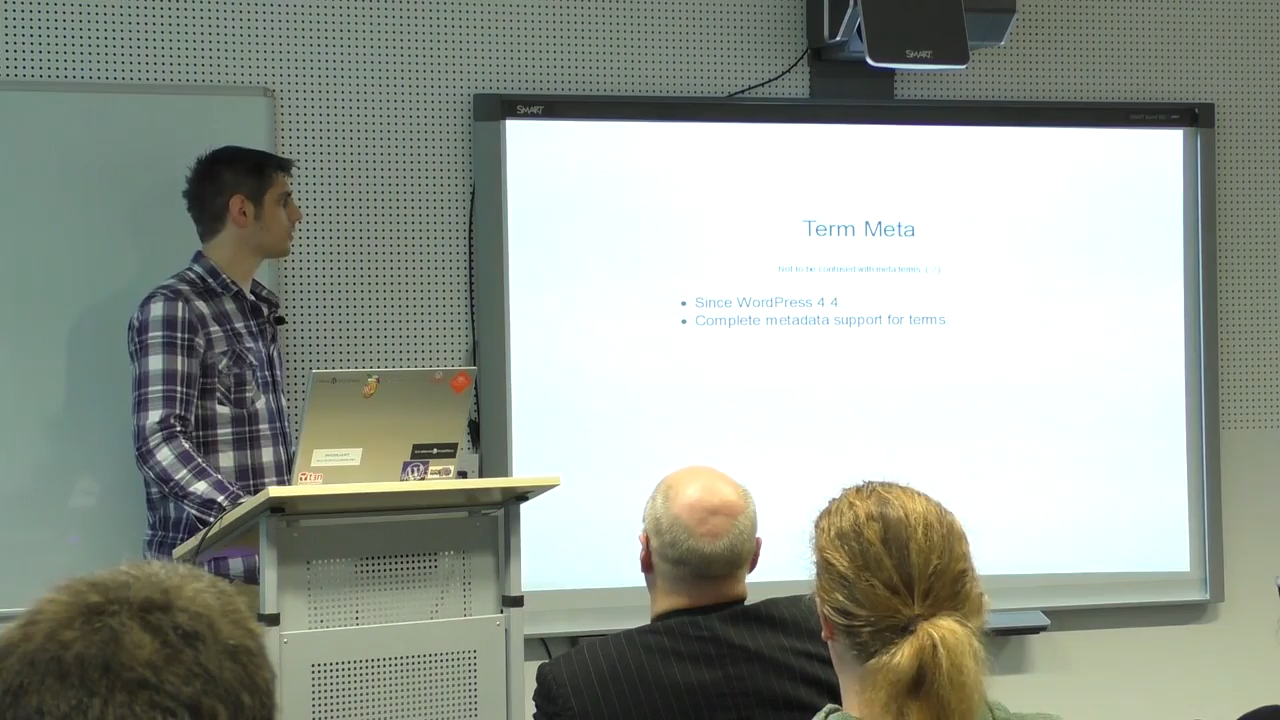 SMART
SMART
Term Meta
Not to be confused with meta terms.
Since WordPress 4.4
Complete metadata support for terms
t3n